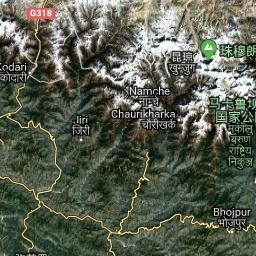 G318
昆琼
खुम्जुग
珠穆朗
Kodari
कोदारी
Namche
नाम्चे
Chaurikharka
चौरीखर्क
马卡鲁坝
国家公
मकालु
बरुण
राष्ट्रिय
निकुञ्ज
Jiri
जिरी
Bhojpur
भोजपुर